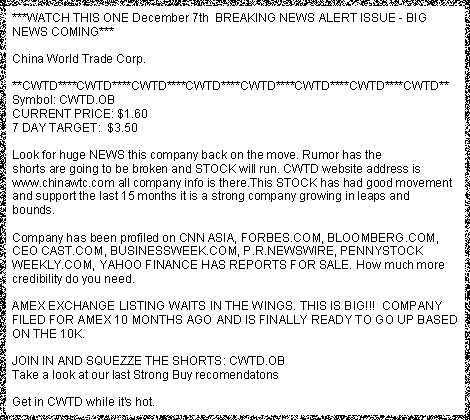 ***WATCH THIS ONE December 7th  BREAKING NEWS ALERT ISSUE - BIG
NEWS COMING***
China World Trade Corp.
**CWTD****CWTD****CWTD****CWTD****CWTD****CWTD****CWTD****CWTD**
Symbol: CWTD.OB
CURRENT PRICE: $1.60
7 DAY TARGET:  $3.50
Look for huge NEWS this company back on the move. Rumor has the
shorts are going to be broken and STOCK will run. CWTD website address is
www.chinawtc.com all company info is there.This STOCK has had good movement
and support the last 15 months it is a strong company growing in leaps and
bounds.
Company has been profiled on CNN ASIA, FORBES.COM, BLOOMBERG.COM,
CEO CAST.COM, BUSINESSWEEK.COM, P.R.NEWSWIRE, PENNYSTOCK
WEEKLY.COM, YAHOO FINANCE HAS REPORTS FOR SALE. How much more
credibility do you need.
AMEX EXCHANGE LISTING WAITS IN THE WINGS. THIS IS BIG!!!  COMPANY
FILED FOR AMEX 10 MONTHS AGO AND IS FINALLY READY TO GO UP BASED
ON THE 10K.
JOIN IN AND SQUEZZE THE SHORTS: CWTD.OB
Take a look at our last Strong Buy recomendatons
Get in CWTD while it's hot.